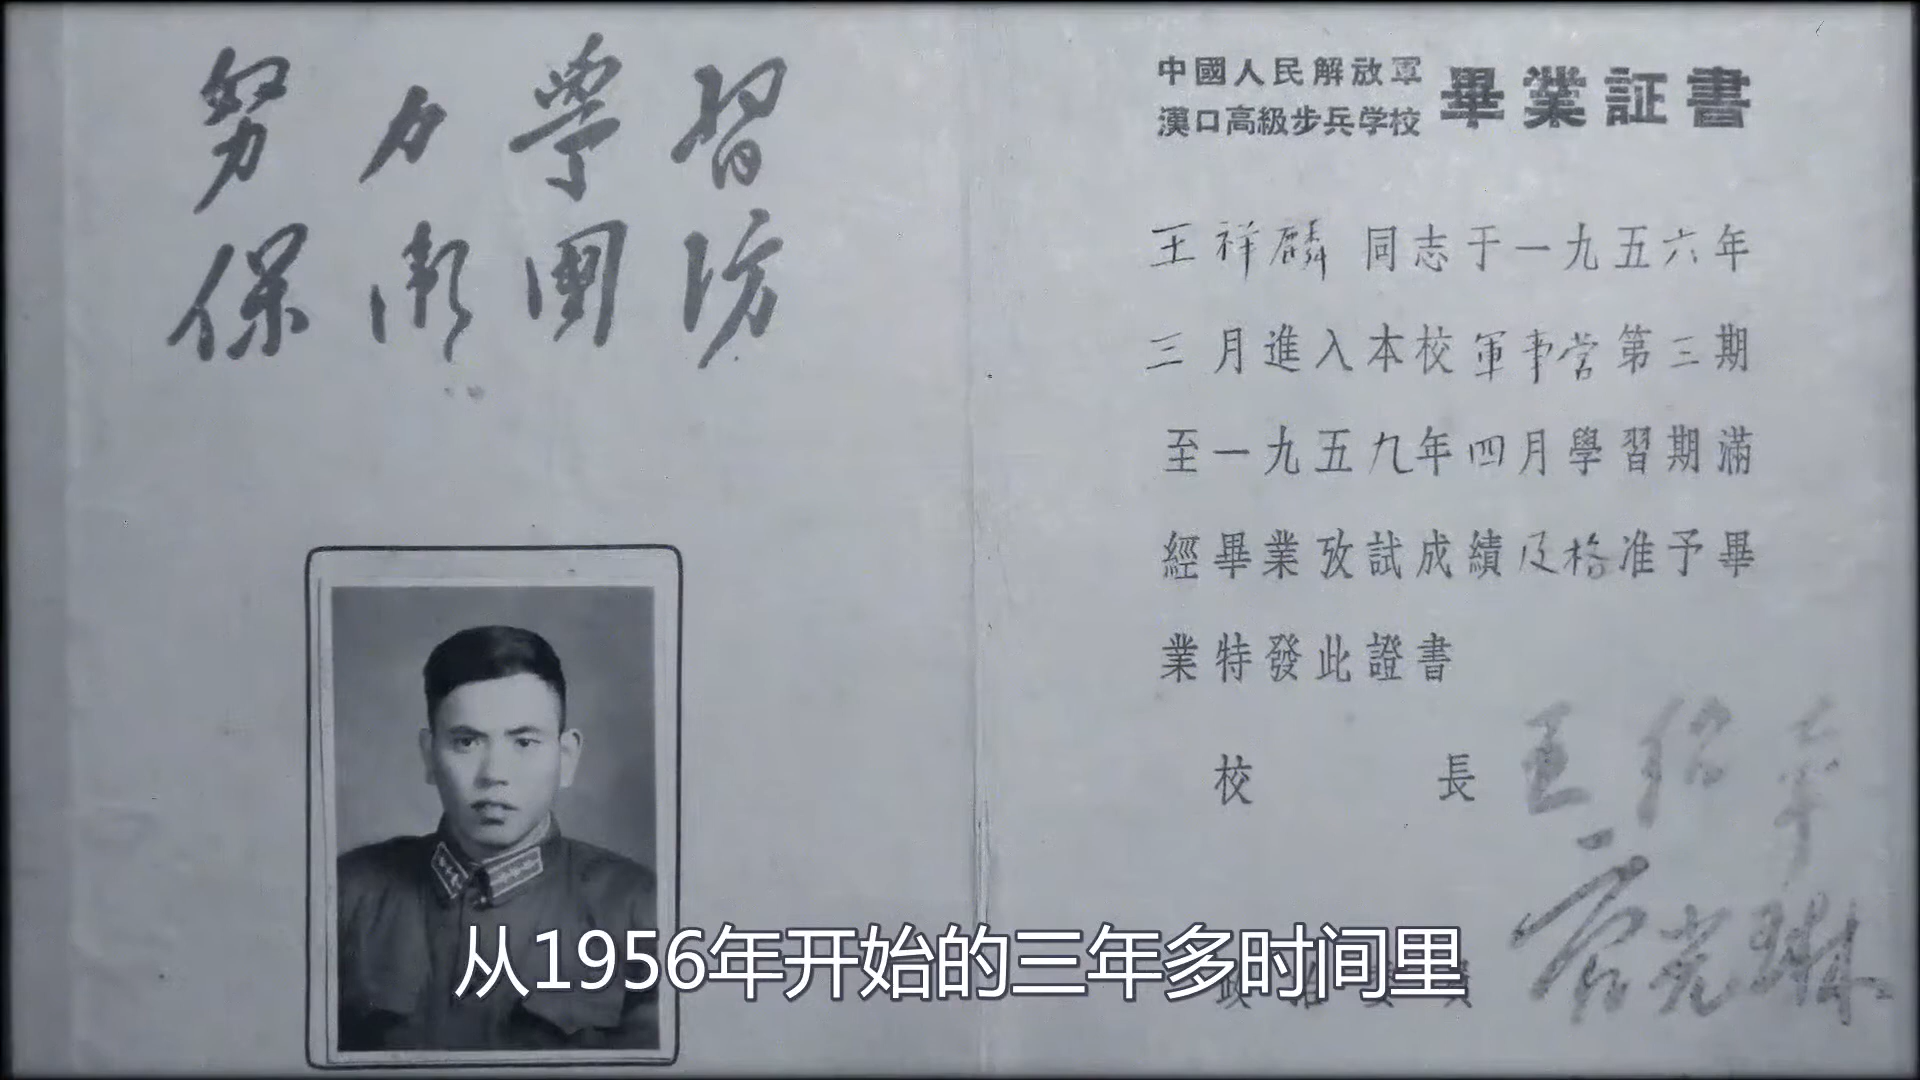 努力學習
保衛國防
中國人民解放軍
漢口高級步兵学校
畢業証書
王祥麟同志于一九五六年
三月進入本校軍事营第三期
至一九五九年四月學習期滿
經畢業攷試成績及格准予畢
業特發此證書
校長
从1956年开始的三年多时间里